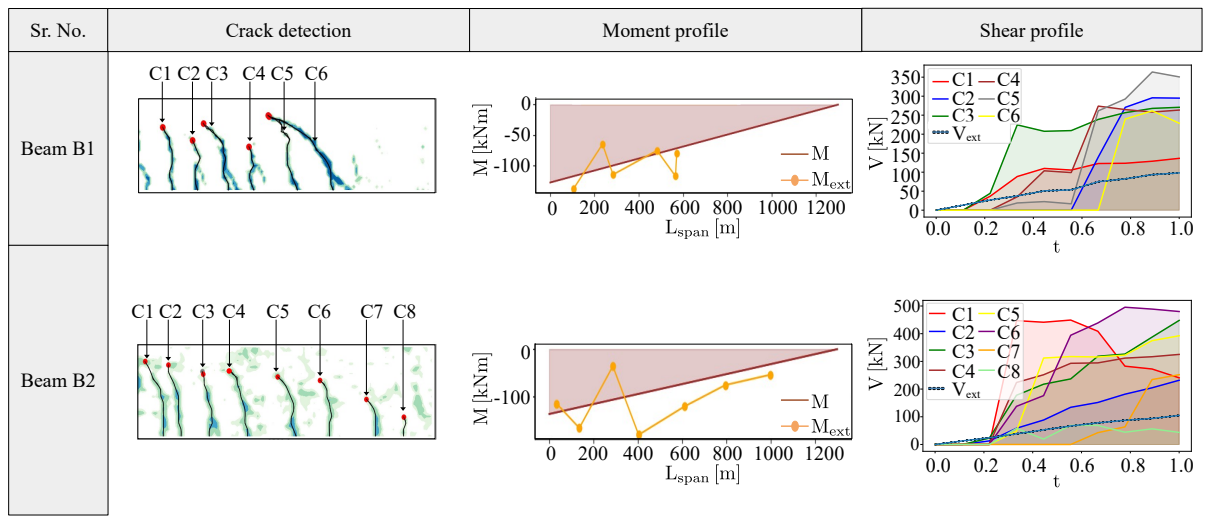 Sr. No. Crack detection Moment profile Shear profile
Beam B1
C1 C2 C3 C4 C5 C6
M [kNm]
0
-50
-100
M
M_ext
0 200 400 600 800 1000 1200
L_span [m]
V [kN]
350
300
250
200
150
100
50
0
C1 C4
C2 C5
C3 C6
V_ext
0.0 0.2 0.4 0.6 0.8 1.0
t
Beam B2
C1 C2 C3 C4 C5 C6 C7 C8
M [kNm]
0
-100
M
M_ext
0 200 400 600 800 1000 1200
L_span [m]
V [kN]
500
400
300
200
100
0
C1 C5
C2 C6
C3 C7
C4 C8
V_ext
0.0 0.2 0.4 0.6 0.8 1.0
t